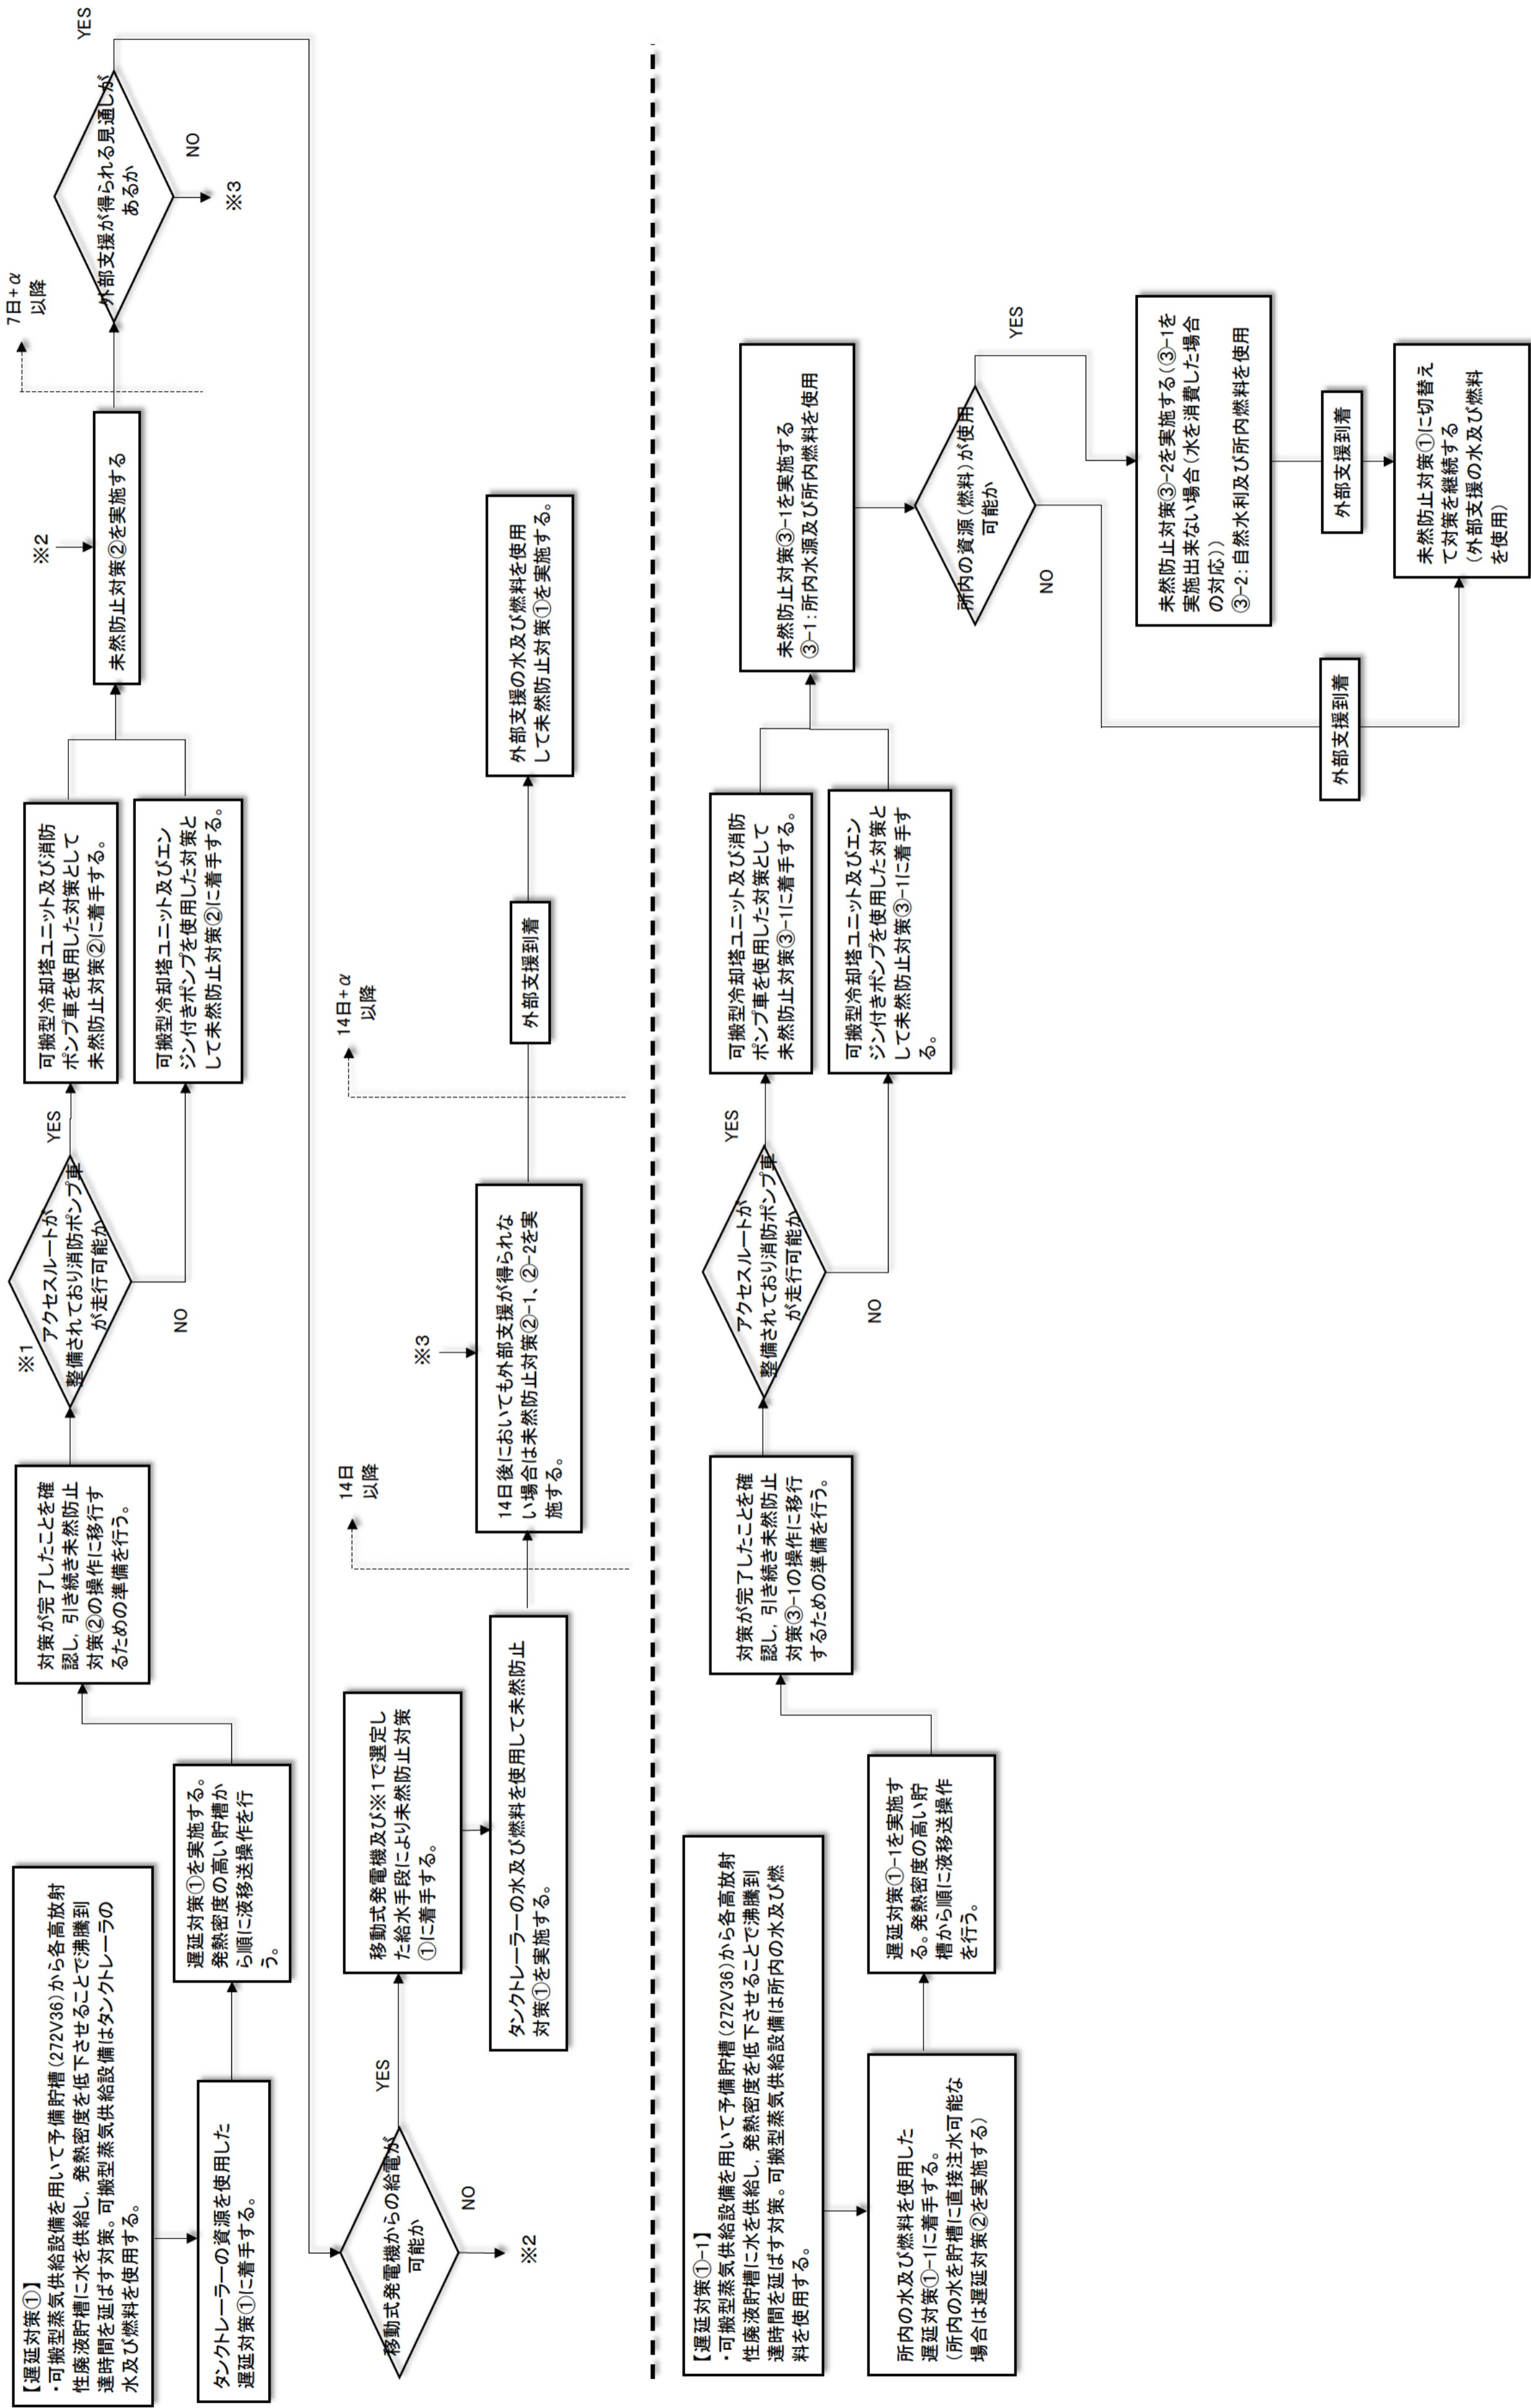 【遅延対策①】
・可搬型蒸気供給設備を用いて予備貯槽(272V36)から各高放射
性廃液貯槽に水を供給し，発熱密度を低下させることで沸騰到
達時間を延ばす対策。可搬型蒸気供給設備はタンクトレーラの
水及び燃料を使用する。
タンクトレーラーの資源を使用した
遅延対策①に着手する。
遅延対策①を実施する。
発熱密度の高い貯槽か
ら順に液移送操作を行
う。
対策が完了したことを確
認し，引き続き未然防止
対策②の操作に移行す
るための準備を行う。
※1
アクセスルートが
整備されており消防ポンプ車
が走行可能か
YES
NO
可搬型冷却塔ユニット及び消防
ポンプ車を使用した対策として
未然防止対策②に着手する。
可搬型冷却塔ユニット及びエン
ジン付きポンプを使用した対策と
して未然防止対策②に着手する。
※2
未然防止対策②を実施する
7日+α
以降
外部支援が得られる見通しが
あるか
YES
NO
※3
移動式発電機からの給電が
可能か
YES
NO
※2
移動式発電機及び※1で選定し
た給水手段により未然防止対策
①に着手する。
タンクトレーラーの水及び燃料を使用して未然防止
対策①を実施する。
14日
以降
※3
14日後においても外部支援が得られな
い場合は未然防止対策②-1、②-2を実
施する。
14日+α
以降
外部支援到着
外部支援の水及び燃料を使用
して未然防止対策①を実施する。
【遅延対策①-1】
・可搬型蒸気供給設備を用いて予備貯槽(272V36)から各高放射
性廃液貯槽に水を供給し，発熱密度を低下させることで沸騰到
達時間を延ばす対策。可搬型蒸気供給設備は所内の水及び燃
料を使用する。
所内の水及び燃料を使用した
遅延対策①-1に着手する。
(所内の水を貯槽に直接注水可能な
場合は遅延対策②を実施する)
遅延対策①-1を実施す
る。発熱密度の高い貯
槽から順に液移送操作
を行う。
対策が完了したことを確
認し，引き続き未然防止
対策③-1の操作に移行
するための準備を行う。
アクセスルートが
整備されており消防ポンプ車
が走行可能か
YES
NO
可搬型冷却塔ユニット及び消防
ポンプ車を使用した対策として
未然防止対策③-1に着手する。
可搬型冷却塔ユニット及びエン
ジン付きポンプを使用した対策と
して未然防止対策③-1に着手す
る。
未然防止対策③-1を実施する
③-1：所内水源及び所内燃料を使用
所内の資源(燃料)が使用
可能か
YES
NO
未然防止対策③-2を実施する(③-1を
実施出来ない場合(水を消費した場合
の対応))
③-2：自然水利及び所内燃料を使用
外部支援到着
外部支援到着
未然防止対策①に切替え
て対策を継続する
(外部支援の水及び燃料
を使用)